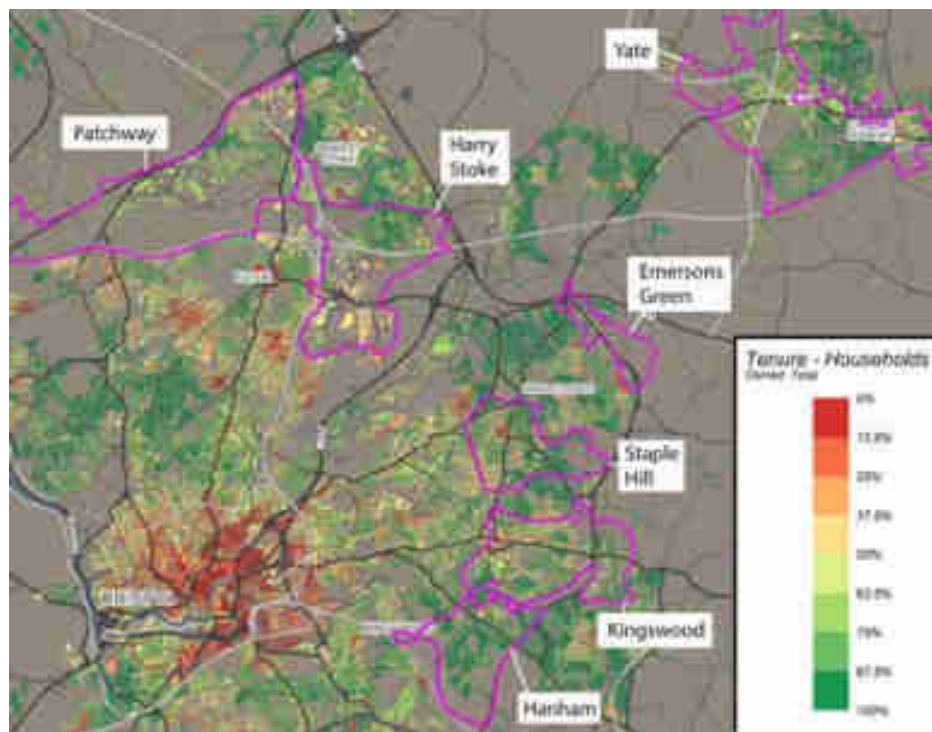 Yate
Patchway
Harry
Stoke
Emersons
Green
Tenure - Households
Owner Total
0%
12.5%
25%
37.5%
50%
62.5%
75%
87.5%
100%
Staple
Hill
Kingswood
Hanham